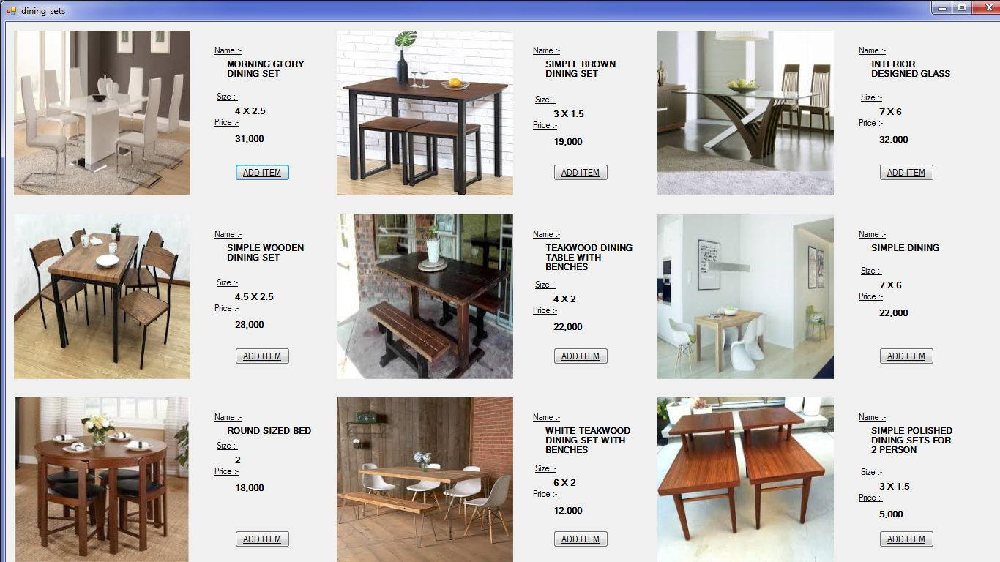 dining_sets
Name :-
MORNING GLORY
DINING SET
Size :-
4 X 2.5
Price :-
31,000
ADD ITEM
Name :-
SIMPLE BROWN
DINING SET
Size :-
3 X 1.5
Price :-
19,000
ADD ITEM
Name :-
INTERIOR
DESIGNED GLASS
Size :-
7 X 6
Price :-
32,000
ADD ITEM
Name :-
SIMPLE WOODEN
DINING SET
Size :-
4.5 X 2.5
Price :-
28,000
ADD ITEM
Name :-
TEAKWOOD DINING
TABLE WITH
BENCHES
Size :-
4 X 2
Price :-
22,000
ADD ITEM
Name :-
SIMPLE DINING
Size :-
7 X 6
Price :-
22,000
ADD ITEM
Name :-
ROUND SIZED BED
Size :-
2
Price :-
18,000
ADD ITEM
Name :-
WHITE TEAKWOOD
DINING SET WITH
BENCHES
Size :-
6 X 2
Price :-
12,000
ADD ITEM
Name :-
SIMPLE POLISHED
DINING SETS FOR
2 PERSON
Size :-
3 X 1.5
Price :-
5,000
ADD ITEM